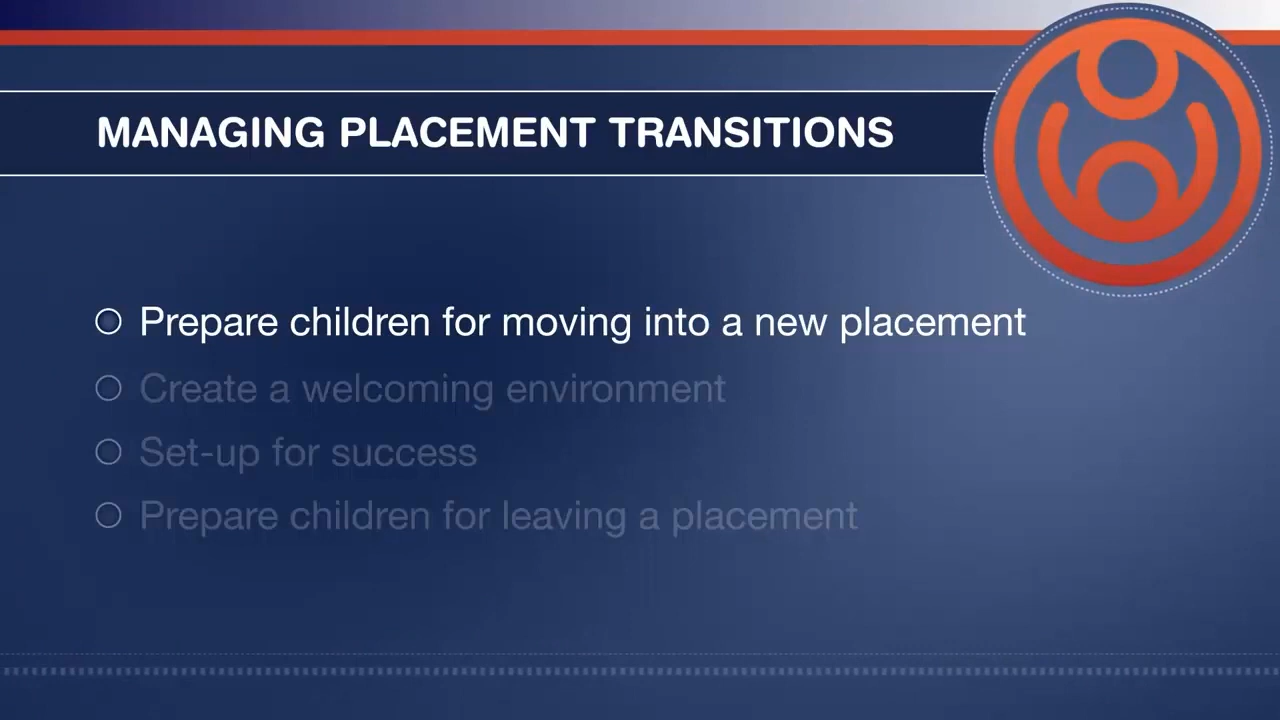 MANAGING PLACEMENT TRANSITIONS
Prepare children for moving into a new placement
Create a welcoming environment
Set-up for success
Prepare children for leaving a placement